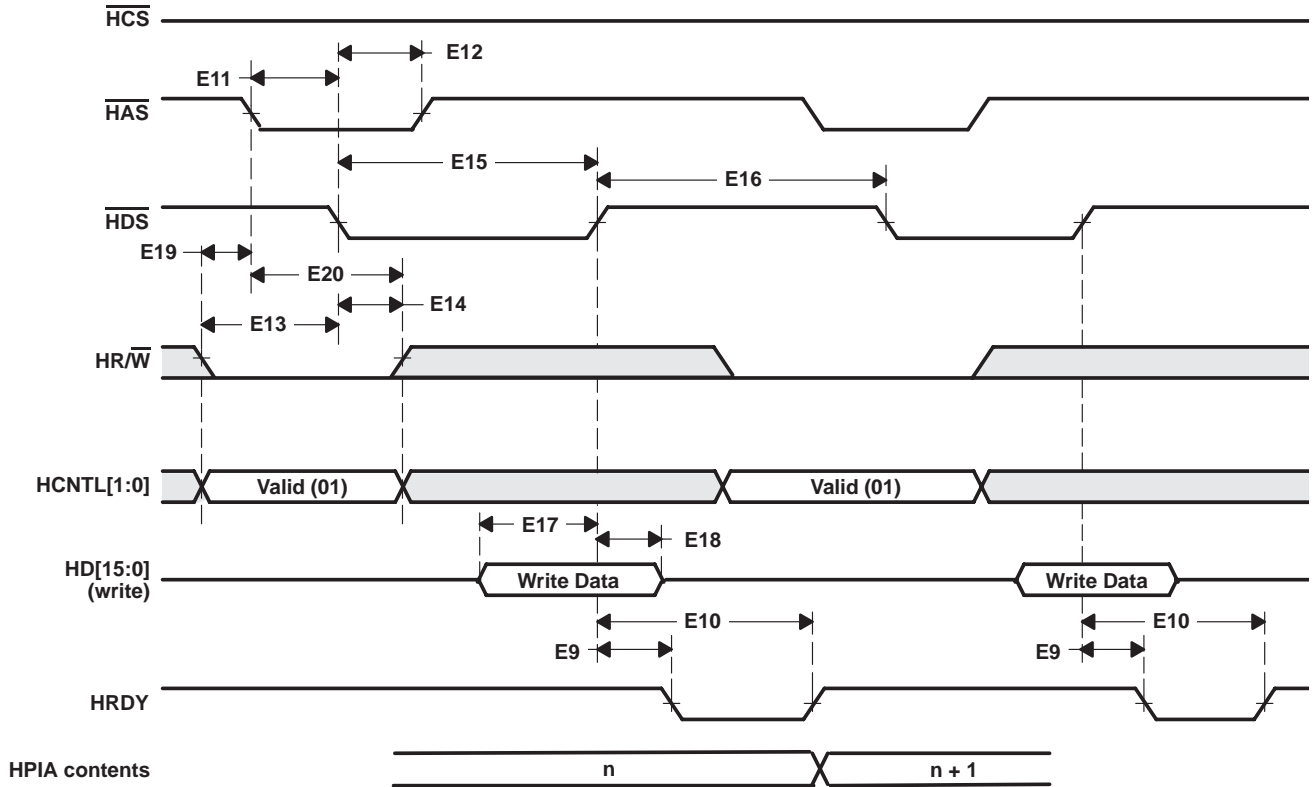 HCS
E12
E11
HAS
E15
E16
HDS
E19
E20
E14
E13
HR/W
HCNTL[1:0]
Valid (01)
Valid (01)
E17
E18
HD[15:0]
(write)
Write Data
Write Data
E10
E10
E9
E9
HRDY
HPIA contents
n
n + 1